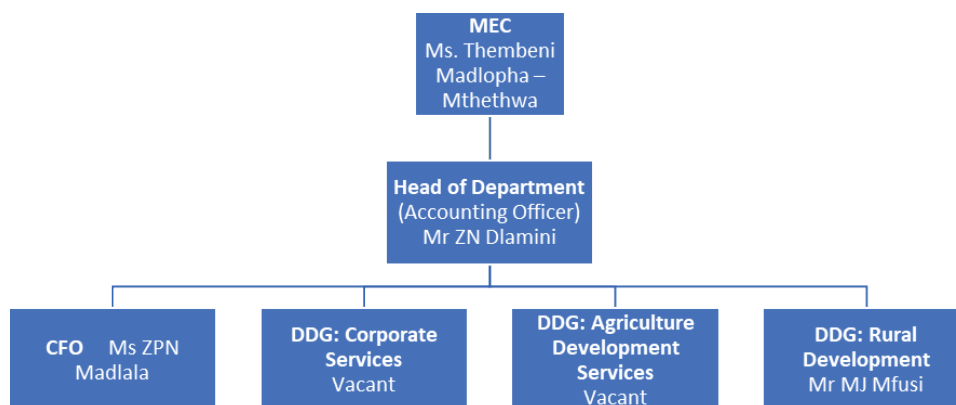 MEC
Ms. Thembeni
Madlopha –
Mthethwa
Head of Department
(Accounting Officer)
Mr ZN Dlamini
CFO Ms ZPN
Madlala
DDG: Corporate
Services
Vacant
DDG: Agriculture
Development
Services
Vacant
DDG: Rural
Development
Mr MJ Mfusi